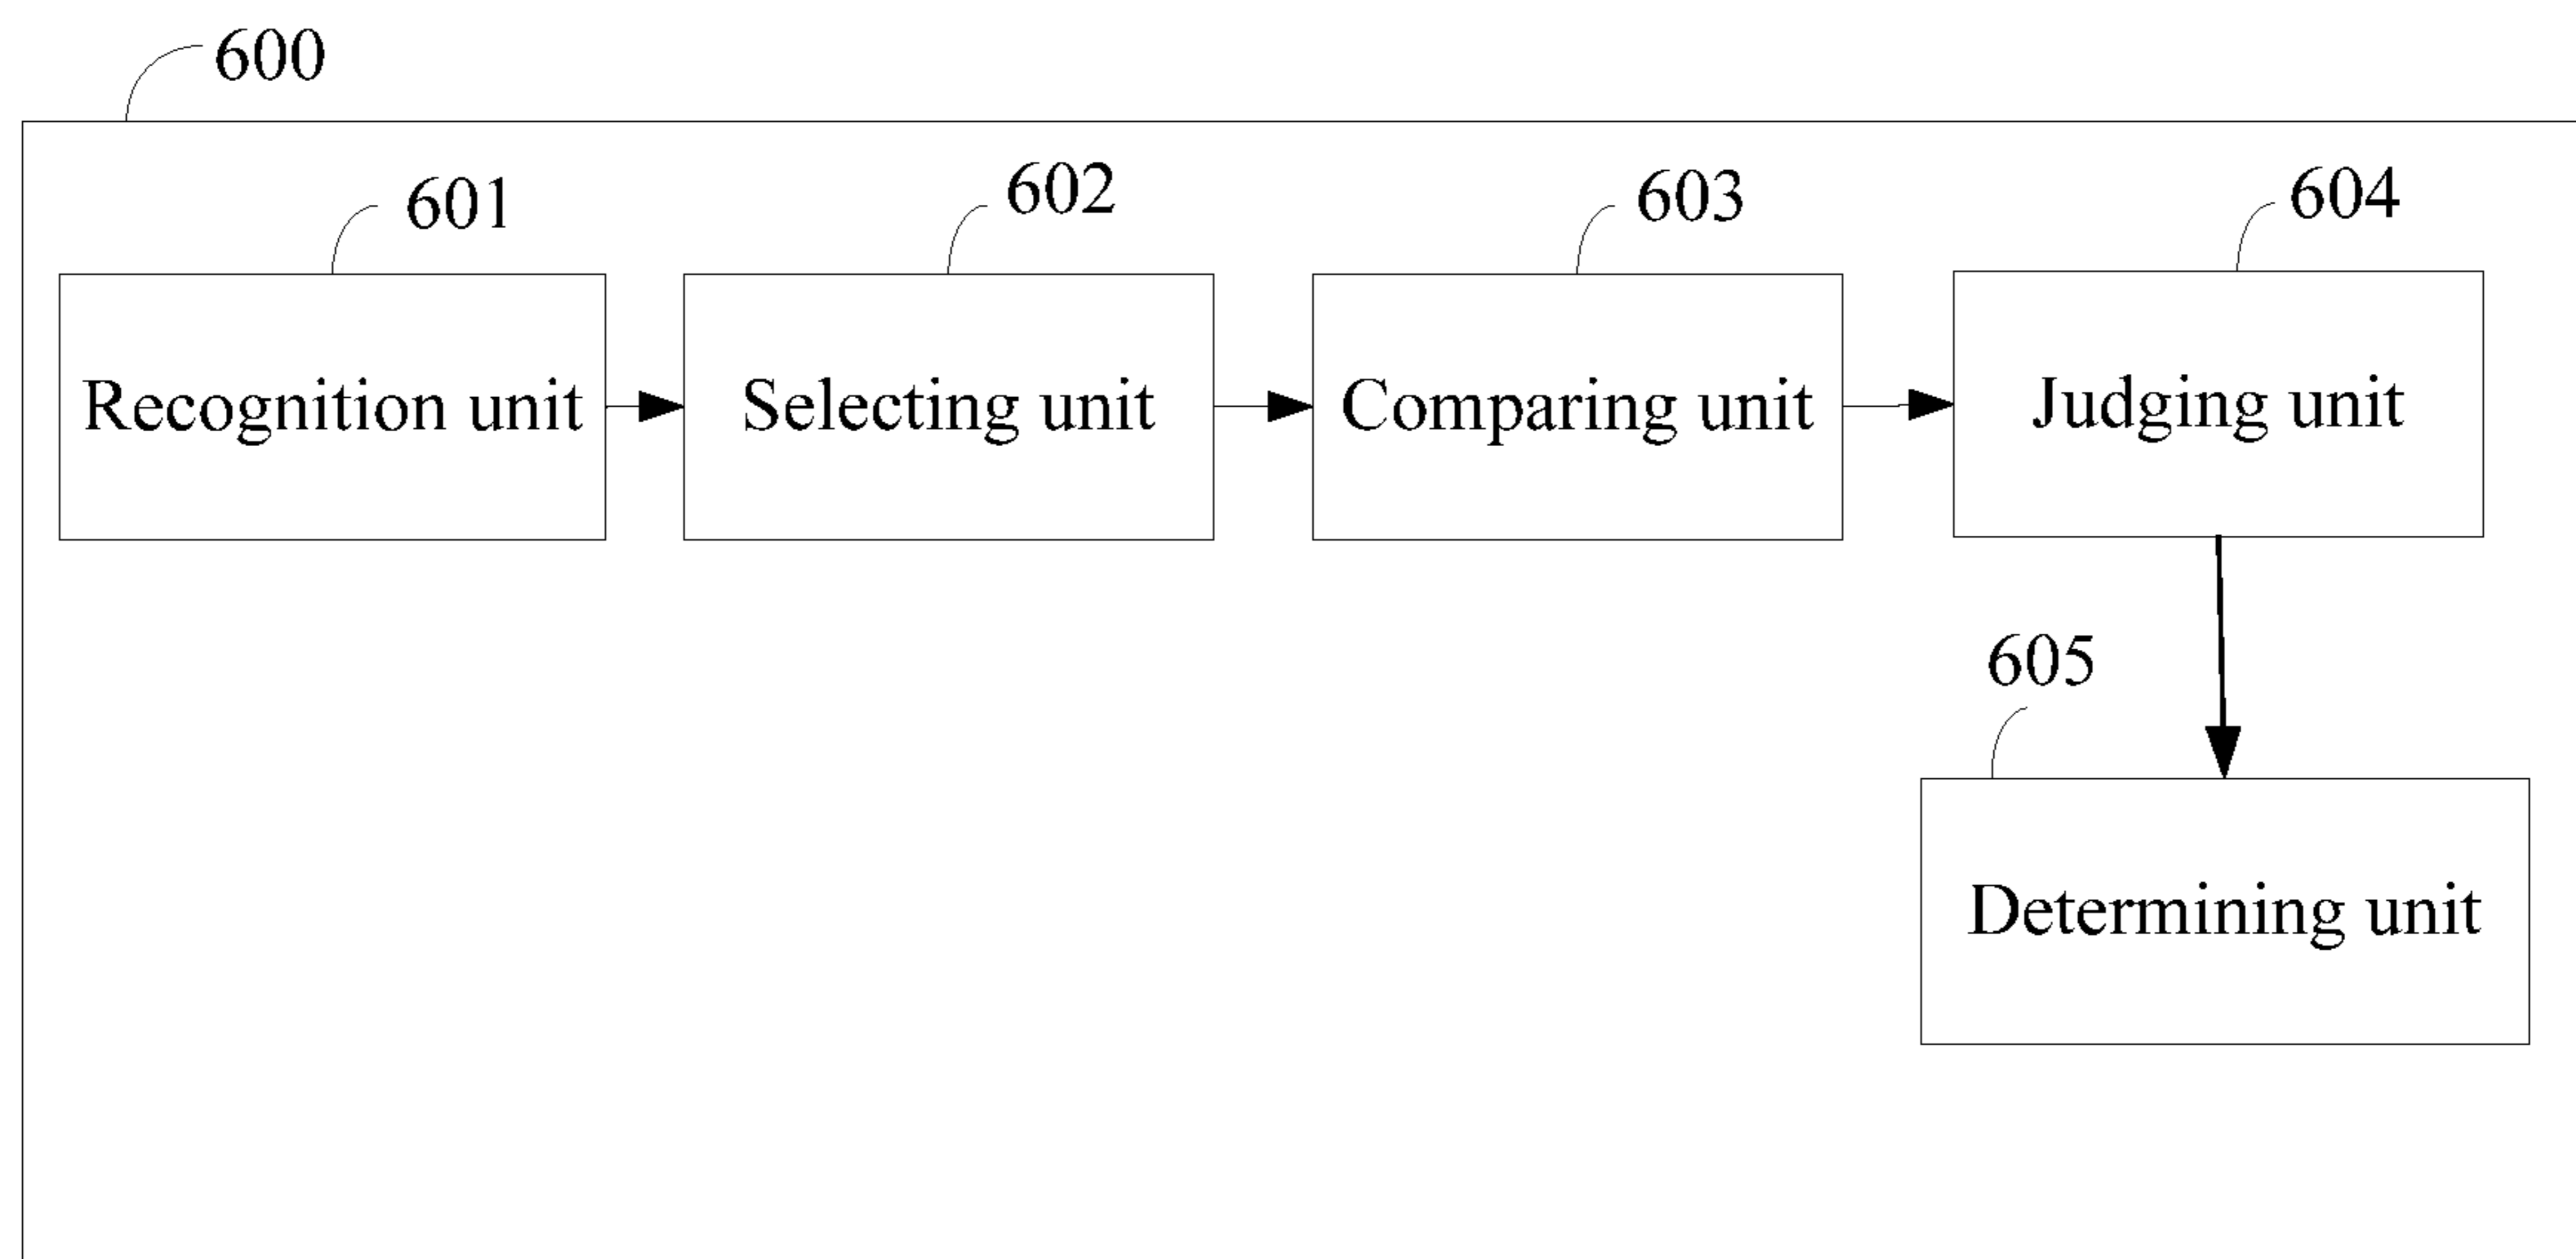 600
601
602
603
604
Recognition unit
Selecting unit
Comparing unit
Judging unit
605
Determining unit